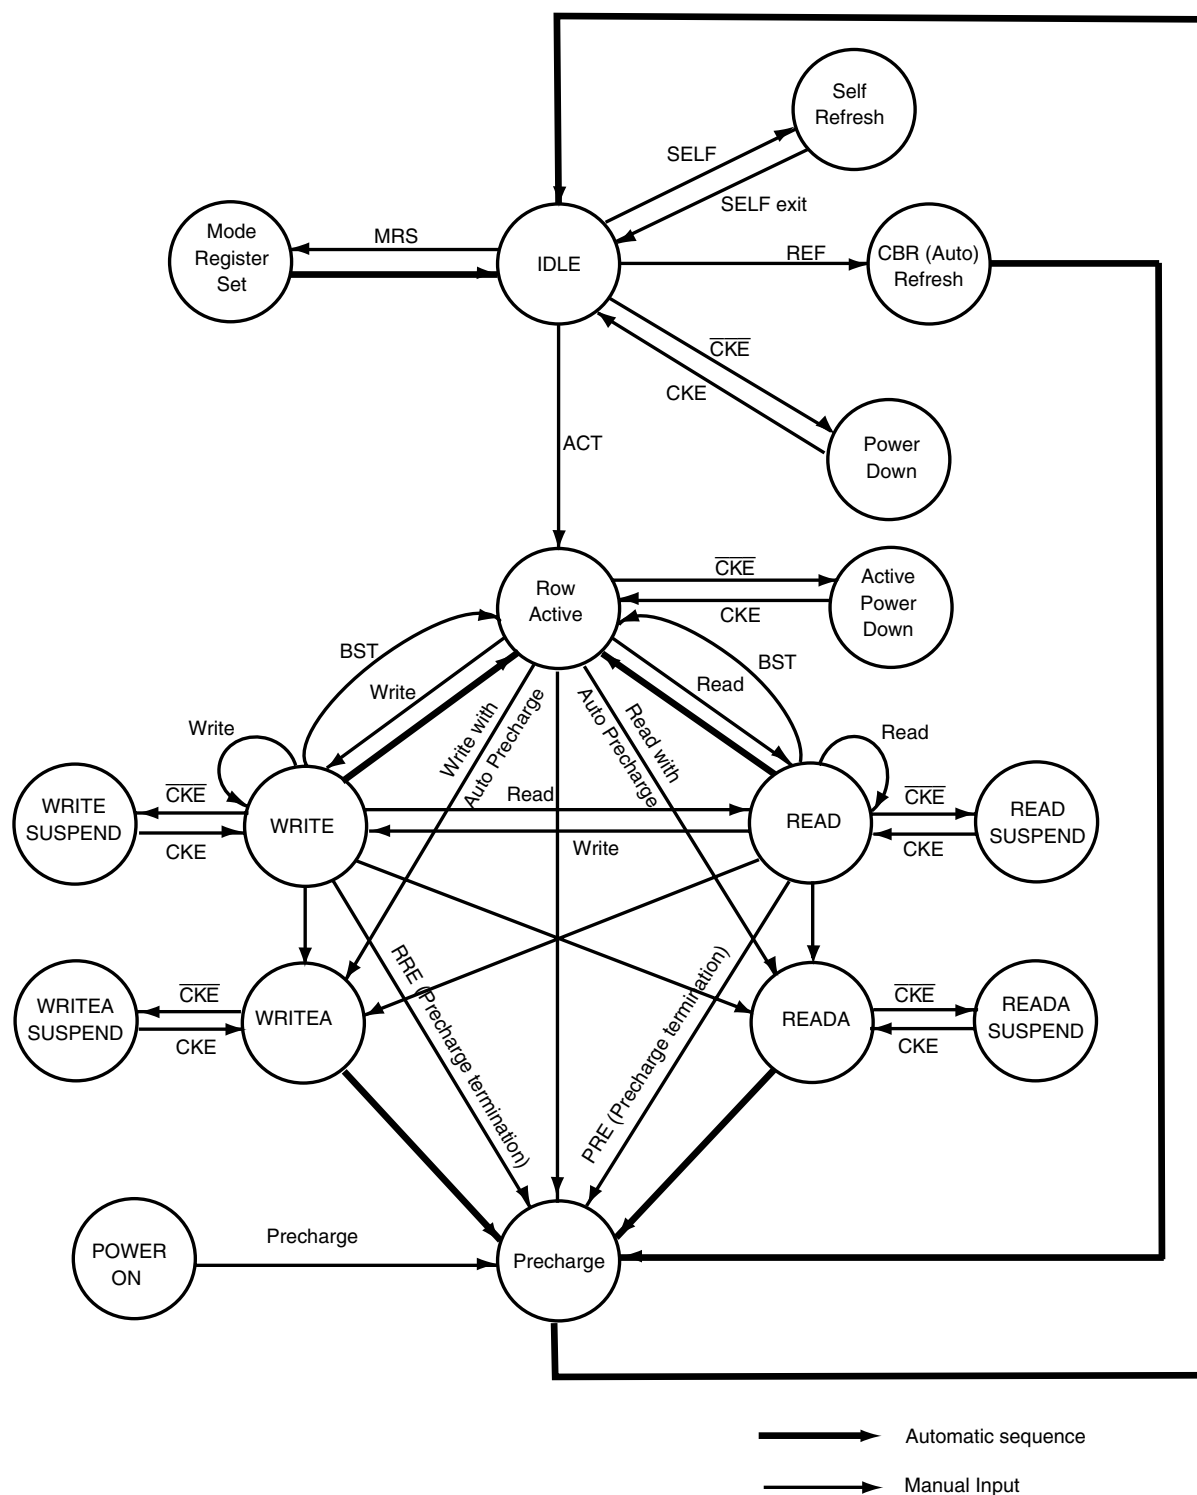 Self
Refresh
SELF
SELF exit
Mode
Register
Set
MRS
IDLE
REF
CBR (Auto)
Refresh
CKE
CKE
Power
Down
ACT
Row
Active
CKE
CKE
Active
Power
Down
BST
Write
Read
BST
Write with
Auto Precharge
Read with
Auto Precharge
Write
Read
WRITE
SUSPEND
CKE
CKE
WRITE
Read
Write
READ
CKE
CKE
READ
SUSPEND
RRE (Precharge termination)
PRE (Precharge termination)
WRITEA
SUSPEND
CKE
CKE
WRITEA
READA
CKE
CKE
READA
SUSPEND
POWER
ON
Precharge
Precharge
Automatic sequence
Manual Input